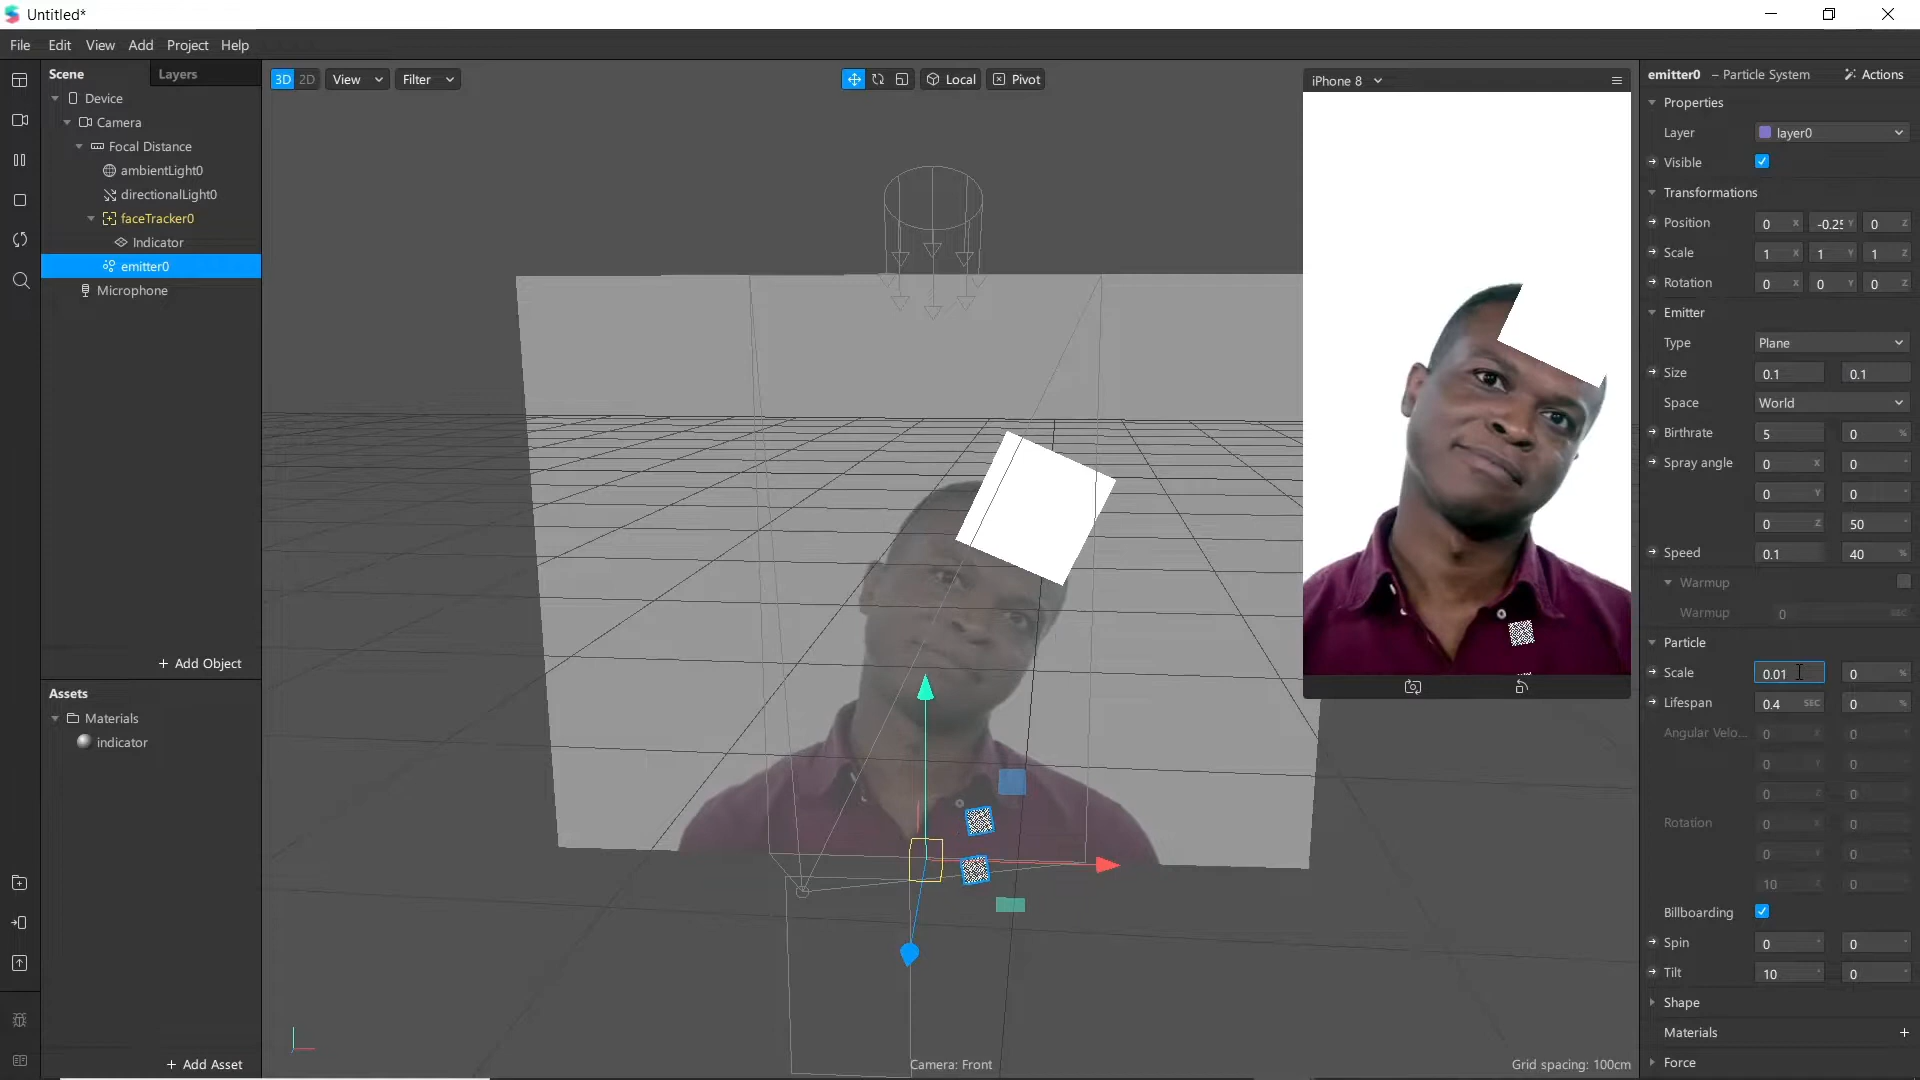 Untitled*
File Edit View Add Project Help
Scene Layers
Device
Camera
Focal Distance
ambientLight0
directionalLight0
faceTracker0
Indicator
emitter0
Microphone
+ Add Object
Assets
Materials
indicator
+ Add Asset
3D 2D View Filter Local Pivot
Camera: Front
Grid spacing: 100cm
iPhone 8
emitter0 – Particle System Actions
Properties
Layer layer0
Visible
Transformations
Position 0 X -0.25 Y 0 Z
Scale 1 X 1 Y 1 Z
Rotation 0 X 0 Y 0 Z
Emitter
Type Plane
Size 0.1 0.1
Space World
Birthrate 5 0 %
Spray angle 0 X 0 °
0 Y 0 °
0 Z 50 °
Speed 0.1 40 %
Warmup
Warmup 0 SEC
Particle
Scale 0.01 0 %
Lifespan 0.4 SEC 0 %
Angular Velo... 0 X 0 °
0 Y 0 °
0 Z 0 °
Rotation 0 X 0 °
0 Y 0 °
10 Z 0 °
Billboarding
Spin 0 ° 0 °
Tilt 10 ° 0 °
Shape
Materials +
Force